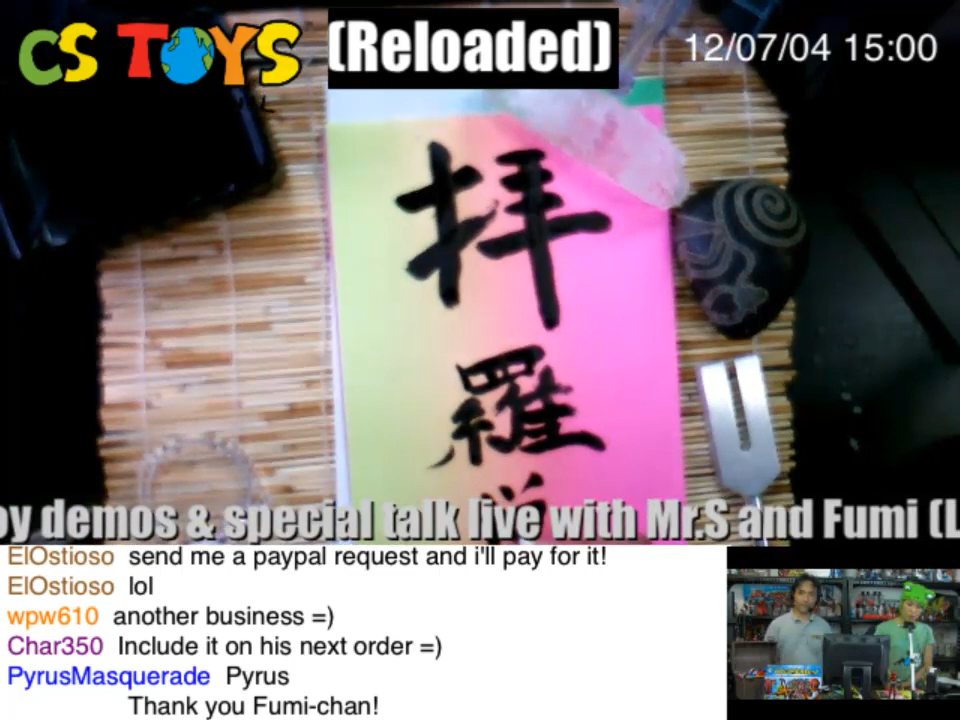 CS TOYS
(Reloaded)
12/07/04 15:00
拝
羅
oy demos & special talk live with Mr.S and Fumi (L
ElOstioso send me a paypal request and i'll pay for it!
ElOstioso lol
wpw610 another business =)
Char350 Include it on his next order =)
PyrusMasquerade Pyrus
Thank you Fumi-chan!